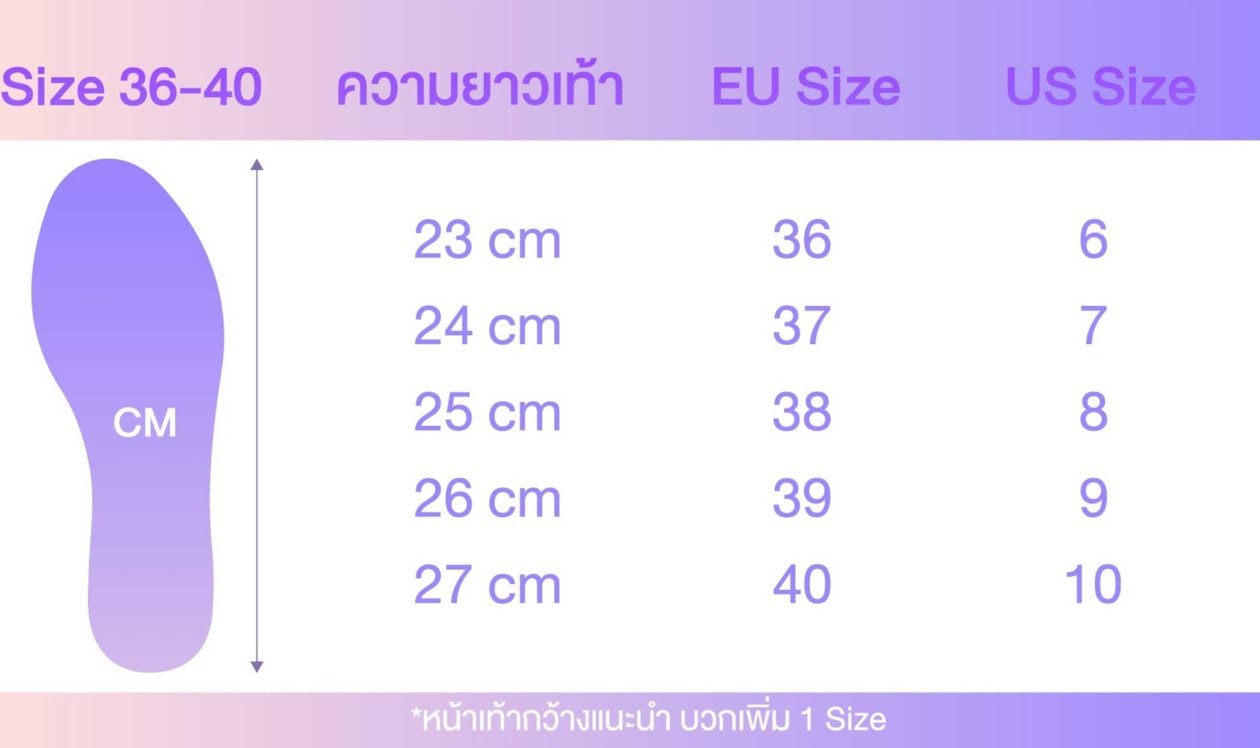 Size 36-40 ความยาวเท้า EU Size US Size
23 cm 36 6
24 cm 37 7
25 cm 38 8
CM
26 cm 39 9
27 cm 40 10
*หน้าเท้ากว้างแนะนำ บวกเพิ่ม 1 Size